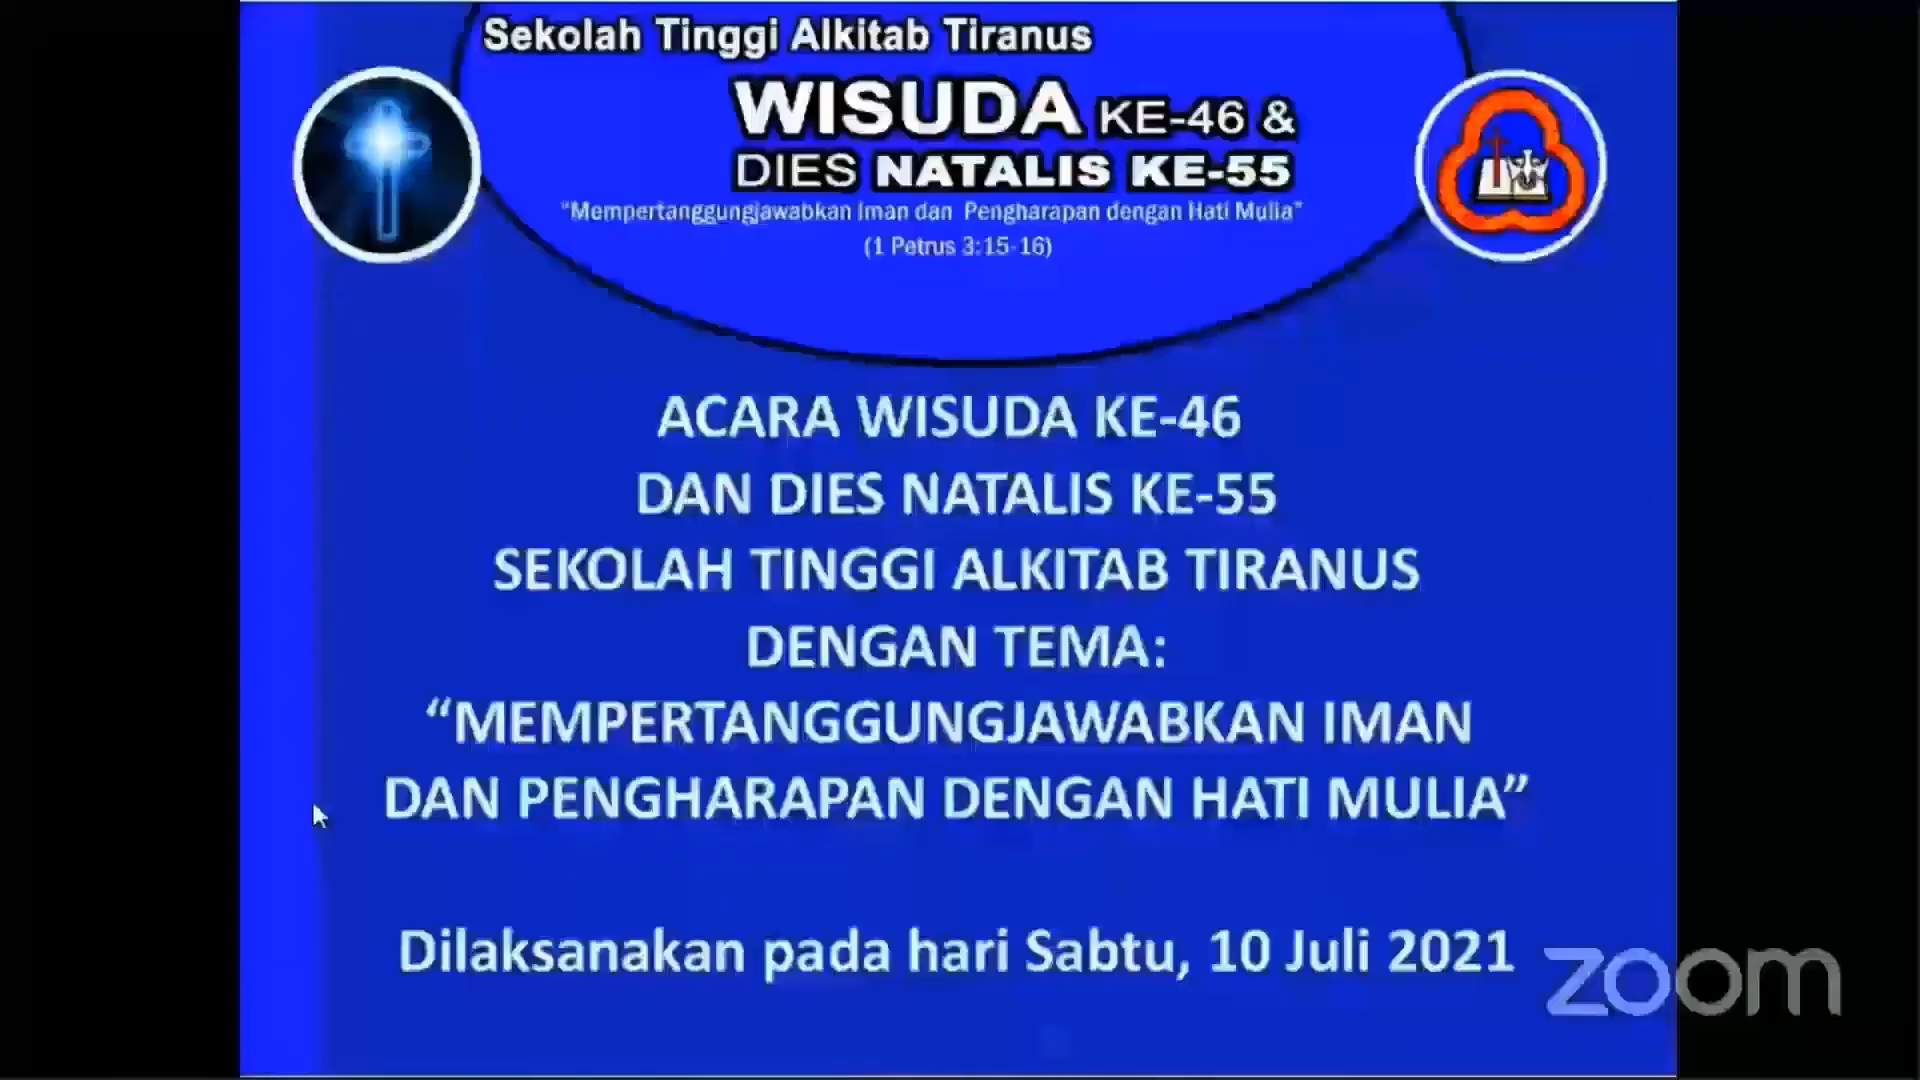 Sekolah Tinggi Alkitab Tiranus
WISUDA KE-46 &
DIES NATALIS KE-55
"Mempertanggungjawabkan Iman dan Pengharapan dengan Hati Mulia"
(1 Petrus 3:15-16)
ACARA WISUDA KE-46
DAN DIES NATALIS KE-55
SEKOLAH TINGGI ALKITAB TIRANUS
DENGAN TEMA:
“MEMPERTANGGUNGJAWABKAN IMAN
DAN PENGHARAPAN DENGAN HATI MULIA”
Dilaksanakan pada hari Sabtu, 10 Juli 2021
zoom